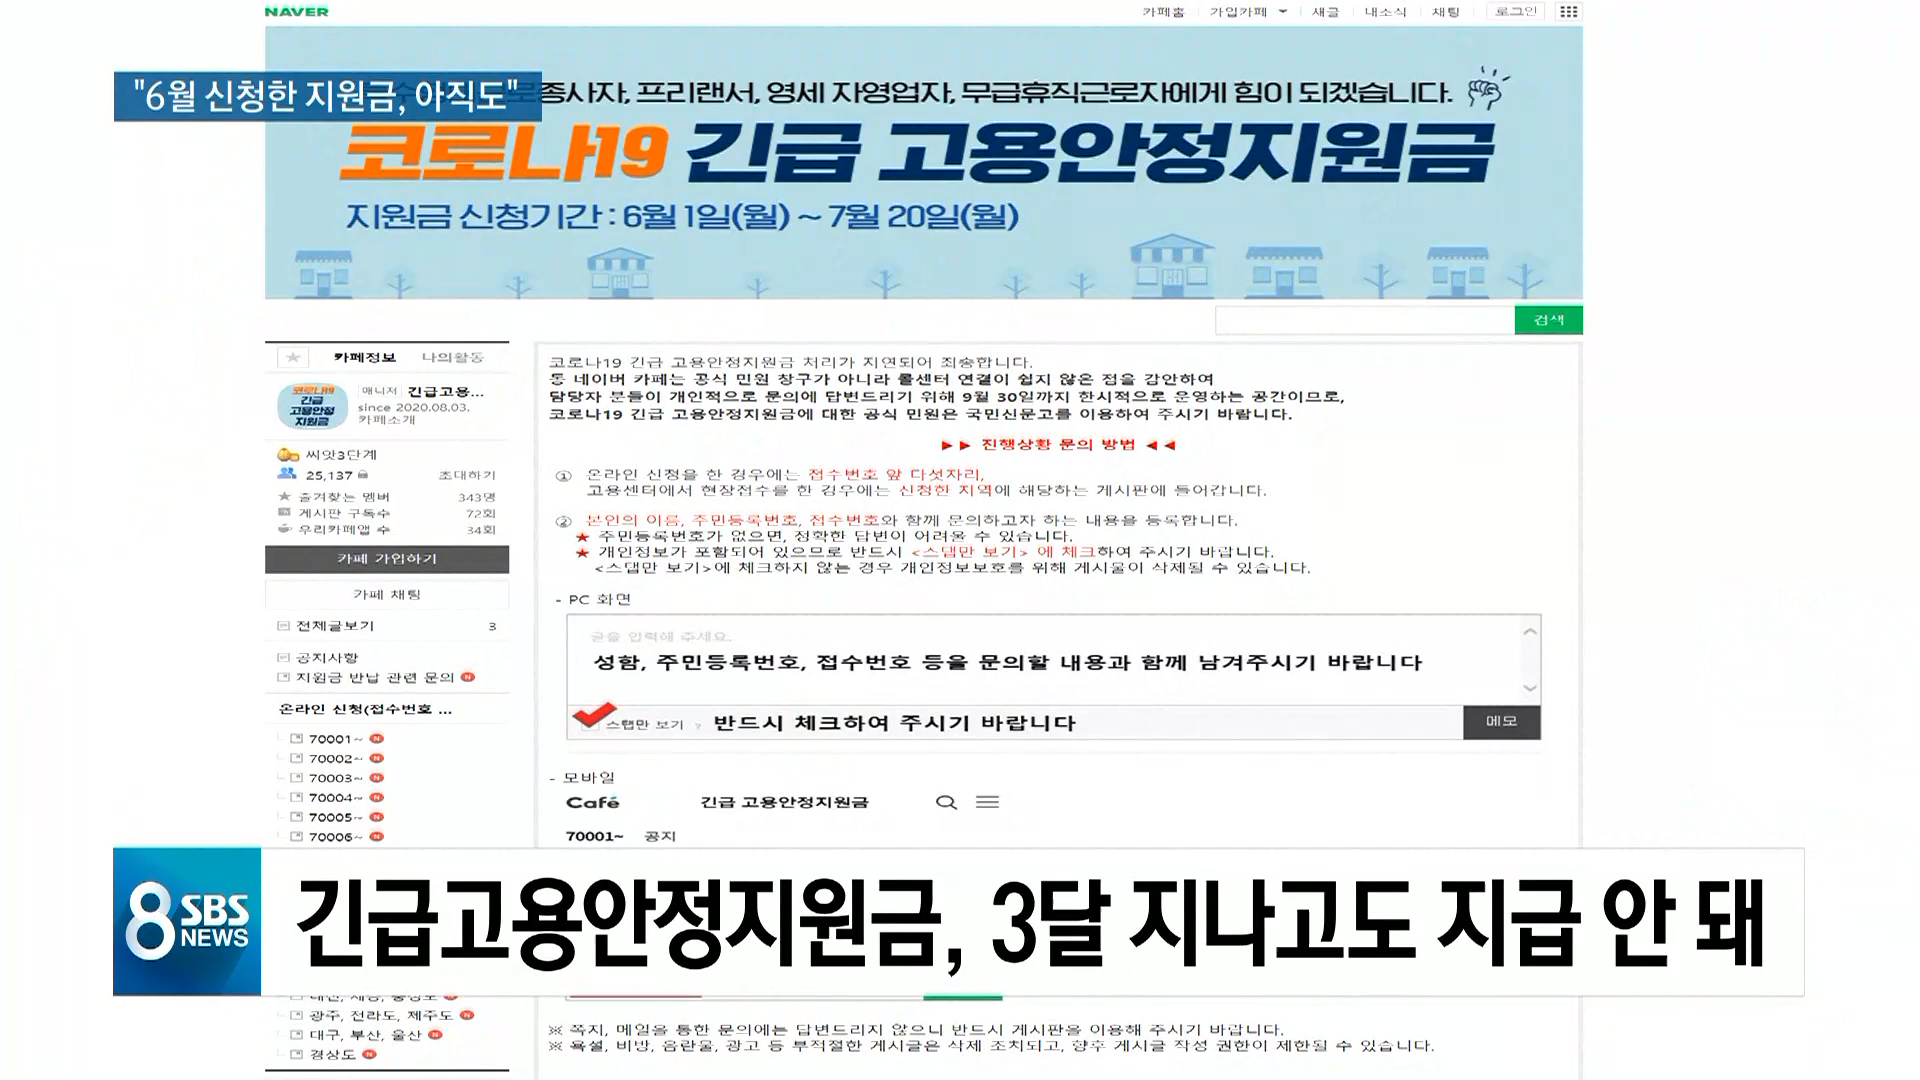 NAVER
카페홈 가입카페 새글 내소식 채팅 로그인
"6월 신청한 지원금, 아직도"
종사자, 프리랜서, 영세 자영업자, 무급휴직근로자에게 힘이 되겠습니다.
코로나19 긴급 고용안정지원금
지원금 신청기간 : 6월 1일(월) ~ 7월 20일(월)
검색
카페정보 나의활동
코로나19
긴급
고용안정
지원금
매니저 긴급고용...
since 2020.08.03.
카페소개
씨앗3단계
25,137 초대하기
즐겨찾는 멤버 343명
게시판 구독수 72회
우리카페앱 수 34회
카페 가입하기
카페 채팅
전체글보기 3
공지사항
지원금 반납 관련 문의 N
온라인 신청(접수번호 ...
70001~ N
70002~ N
70003~ N
70004~ N
70005~ N
70006~ N
코로나19 긴급 고용안정지원금 처리가 지연되어 죄송합니다.
동 네이버 카페는 공식 민원 창구가 아니라 콜센터 연결이 쉽지 않은 점을 감안하여
담당자 분들이 개인적으로 문의에 답변드리기 위해 9월 30일까지 한시적으로 운영하는 공간이므로,
코로나19 긴급 고용안정지원금에 대한 공식 민원은 국민신문고를 이용하여 주시기 바랍니다.
▶▶ 진행상황 문의 방법 ◀◀
① 온라인 신청을 한 경우에는 접수번호 앞 다섯자리,
고용센터에서 현장접수를 한 경우에는 신청한 지역에 해당하는 게시판에 들어갑니다.
② 본인의 이름, 주민등록번호, 접수번호와 함께 문의하고자 하는 내용을 등록합니다.
★ 주민등록번호가 없으면, 정확한 답변이 어려울 수 있습니다.
★ 개인정보가 포함되어 있으므로 반드시 <스탭만 보기> 에 체크하여 주시기 바랍니다.
<스탭만 보기>에 체크하지 않는 경우 개인정보보호를 위해 게시물이 삭제될 수 있습니다.
- PC 화면
글을 입력해 주세요.
성함, 주민등록번호, 접수번호 등을 문의할 내용과 함께 남겨주시기 바랍니다
스탭만 보기 ? 반드시 체크하여 주시기 바랍니다
메모
- 모바일
Café 긴급 고용안정지원금
70001~ 공지
8 SBS NEWS
긴급고용안정지원금, 3달 지나고도 지급 안 돼
대전, 세종, 충청도 N
광주, 전라도, 제주도 N
대구, 부산, 울산 N
경상도 N
※ 쪽지, 메일을 통한 문의에는 답변드리지 않으니 반드시 게시판을 이용해 주시기 바랍니다.
※ 욕설, 비방, 음란물, 광고 등 부적절한 게시글은 삭제 조치되고, 향후 게시글 작성 권한이 제한될 수 있습니다.